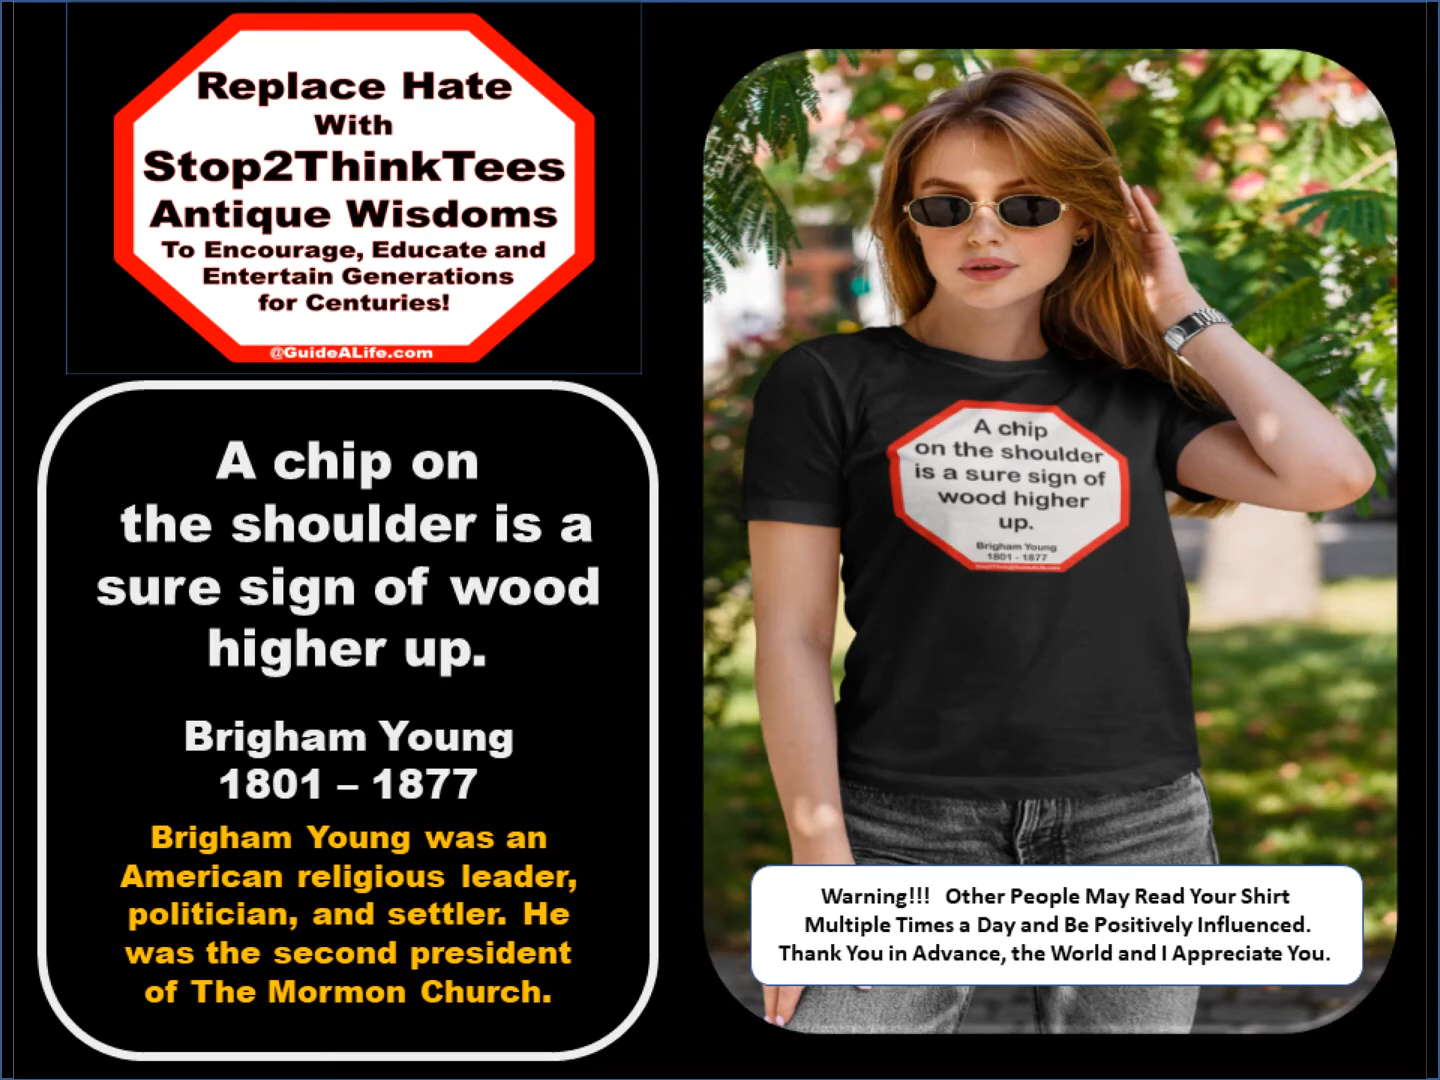 Replace Hate
With
Stop2ThinkTees
Antique Wisdoms
To Encourage, Educate and
Entertain Generations
for Centuries!
@GuideALife.com
A chip on
the shoulder is a
sure sign of wood
higher up.
Brigham Young
1801 – 1877
Brigham Young was an
American religious leader,
politician, and settler. He
was the second president
of The Mormon Church.
A chip
on the shoulder
is a sure sign of
wood higher
up.
Brigham Young
1801 - 1877
Warning!!! Other People May Read Your Shirt
Multiple Times a Day and Be Positively Influenced.
Thank You in Advance, the World and I Appreciate You.